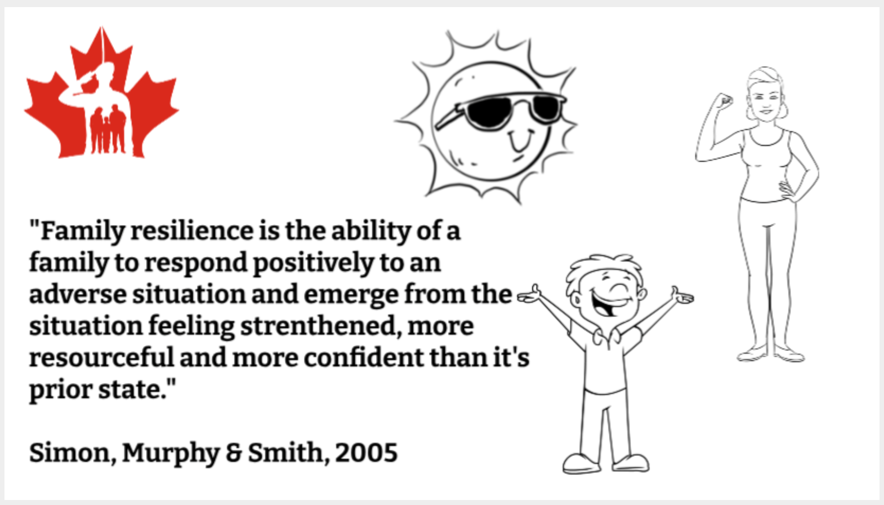 "Family resilience is the ability of a
family to respond positively to an
adverse situation and emerge from the
situation feeling strenthened, more
resourceful and more confident than it's
prior state."
Simon, Murphy & Smith, 2005